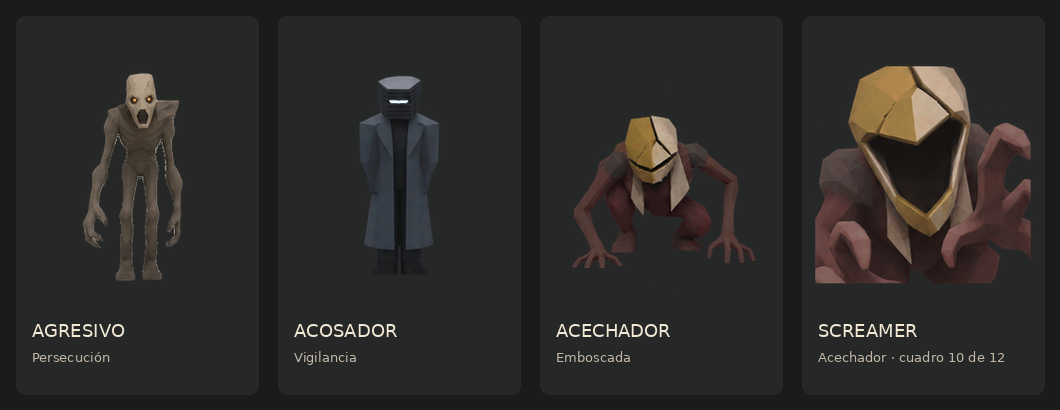 AGRESIVO
Persecución
ACOSADOR
Vigilancia
ACECHADOR
Emboscada
SCREAMER
Acechador · cuadro 10 de 12